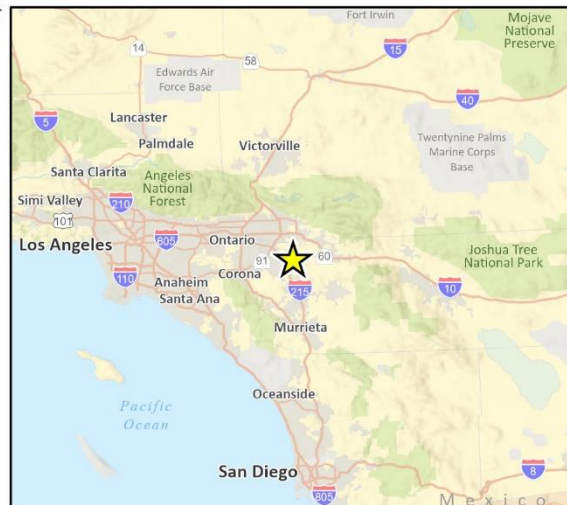 Fort Irwin
Mojave
National
Preserve
14
58
15
Edwards Air
Force Base
40
5
Lancaster
Palmdale
Victorville
Twentynine Palms
Marine Corps
Base
Santa Clarita
Angeles
National
Forest
Simi Valley
210
101
Los Angeles
605
Ontario
91
60
Joshua Tree
National Park
110
Anaheim
Corona
215
10
Santa Ana
Murrieta
Oceanside
Pacific
Ocean
San Diego
8
805
Mexico